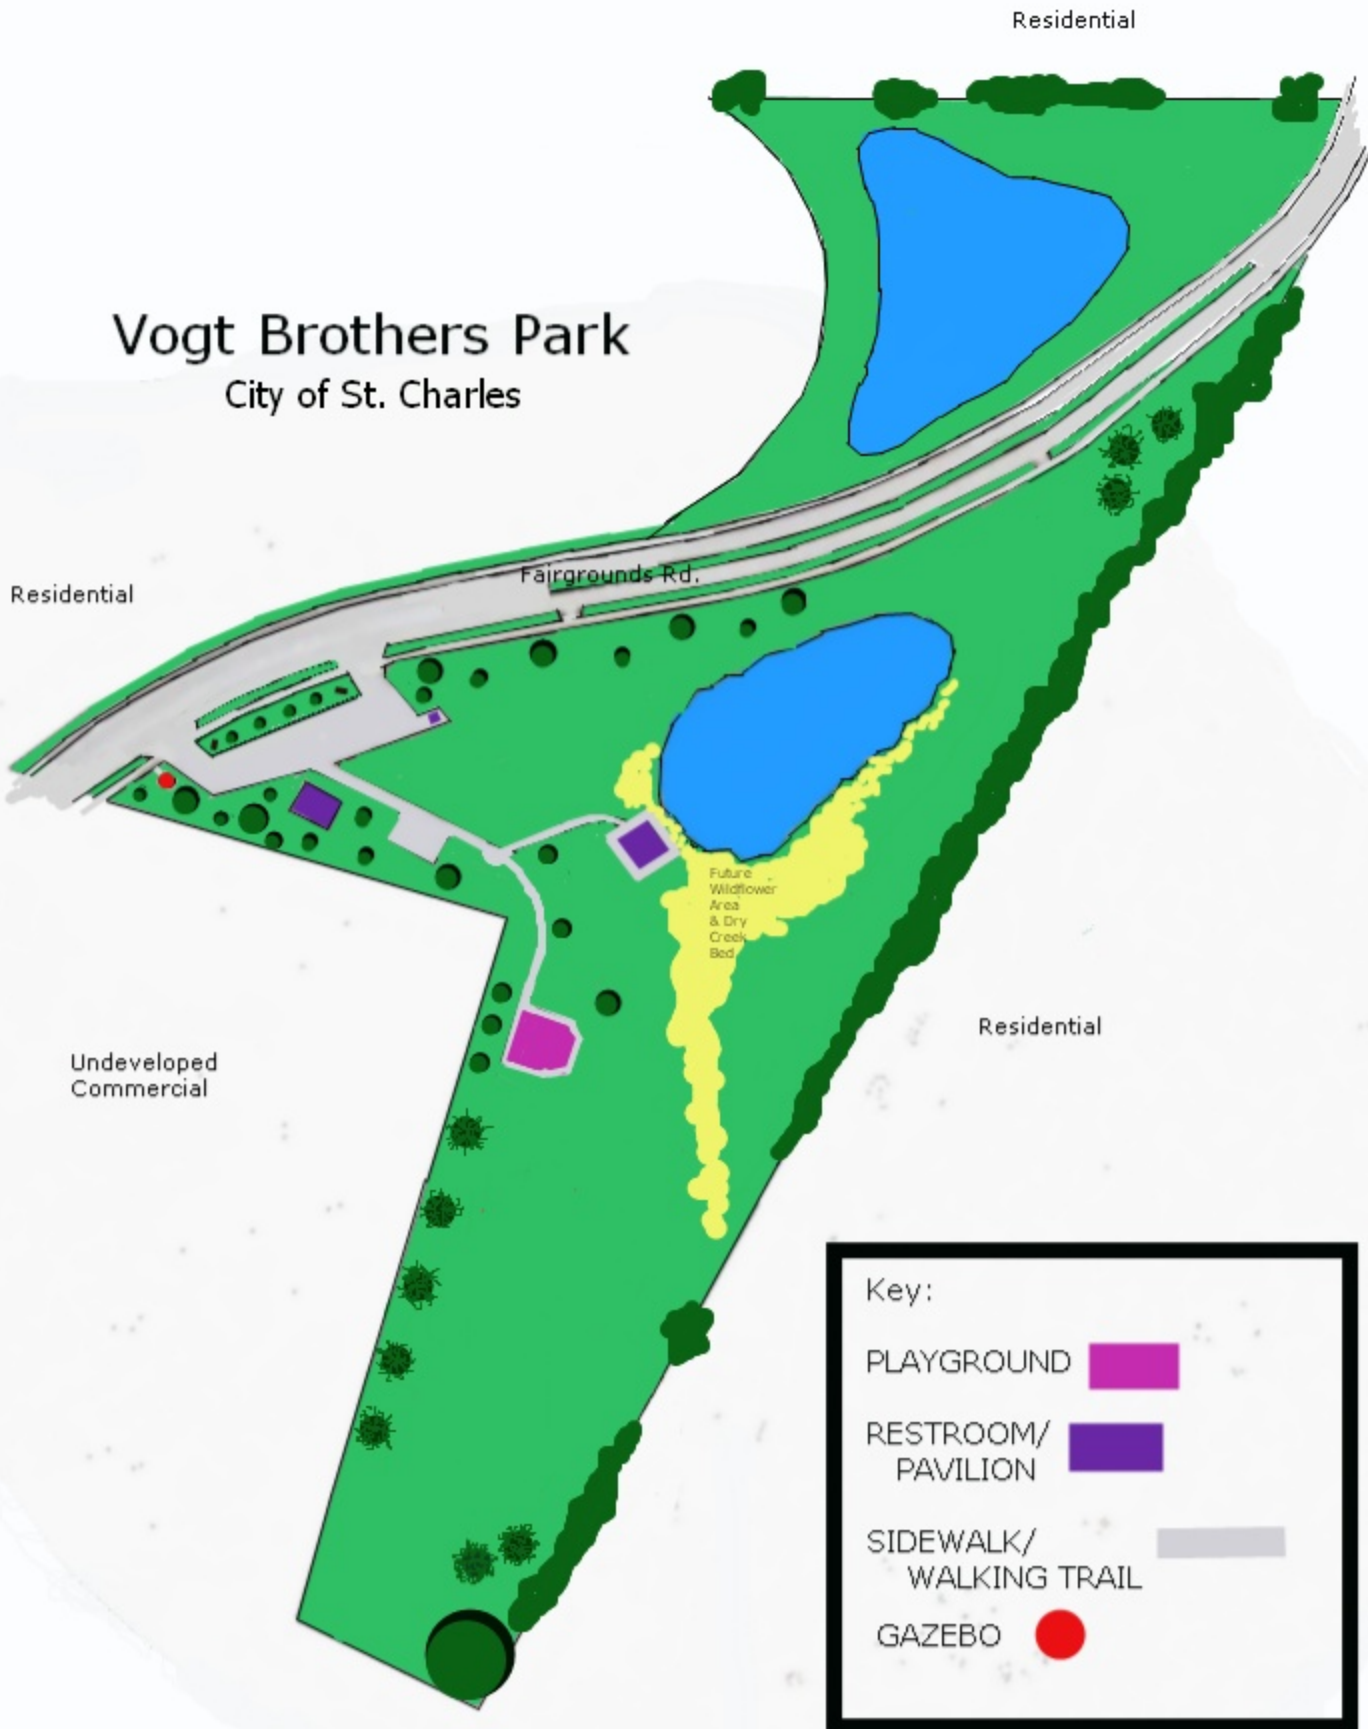 Residential
Vogt Brothers Park
City of St. Charles
Fairgrounds Rd.
Residential
Future
Wildflower
Area
& Dry
Creek
Bed
Residential
Undeveloped
Commercial
Key:
PLAYGROUND
RESTROOM/
PAVILION
SIDEWALK/
WALKING TRAIL
GAZEBO